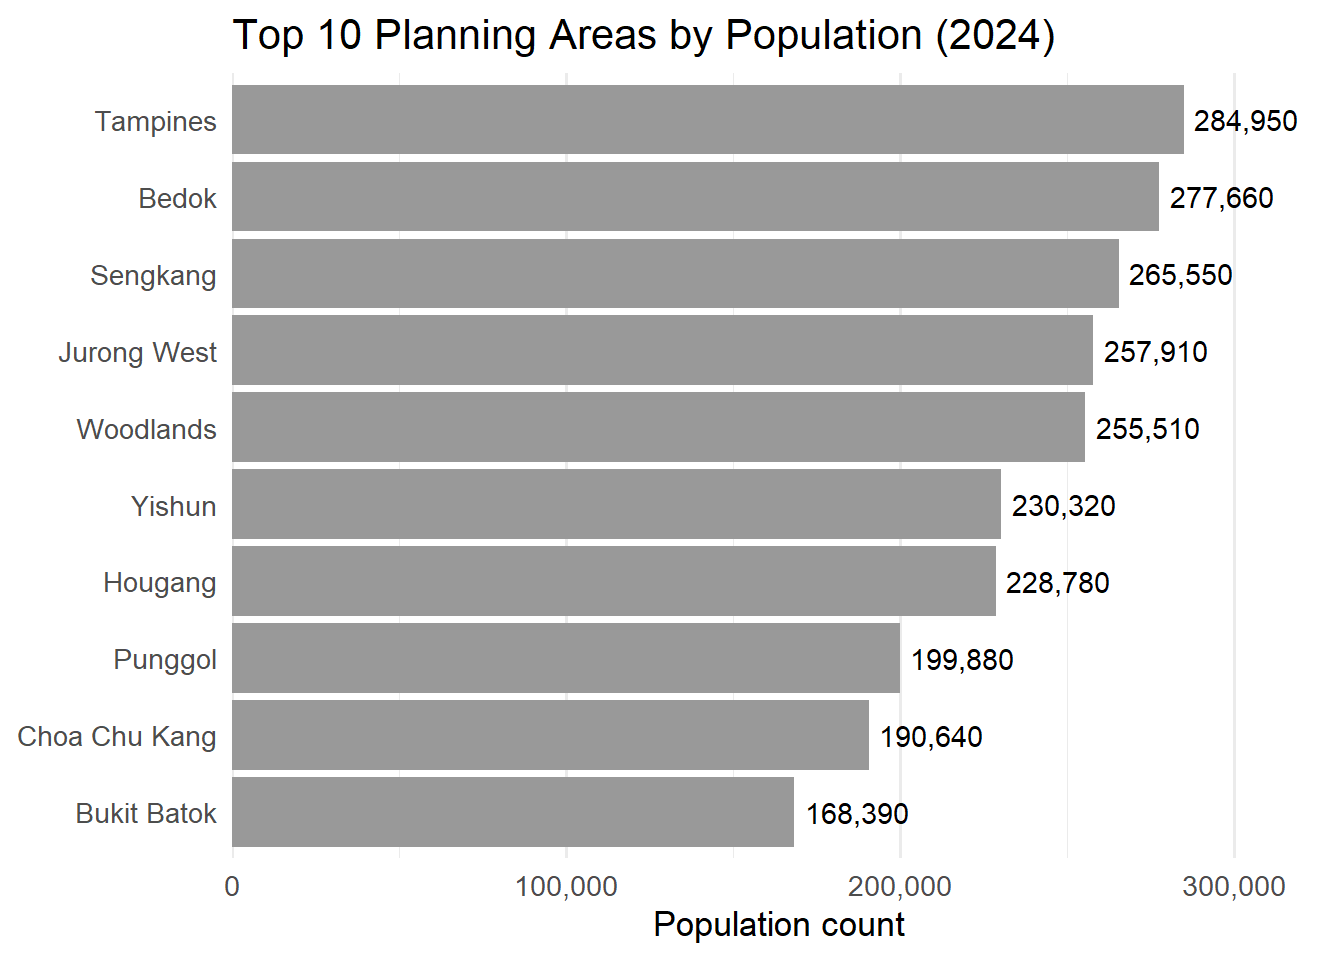 Top 10 Planning Areas by Population (2024)
Tampines 284,950
Bedok 277,660
Sengkang 265,550
Jurong West 257,910
Woodlands 255,510
Yishun 230,320
Hougang 228,780
Punggol 199,880
Choa Chu Kang 190,640
Bukit Batok 168,390
0 100,000 200,000 300,000
Population count